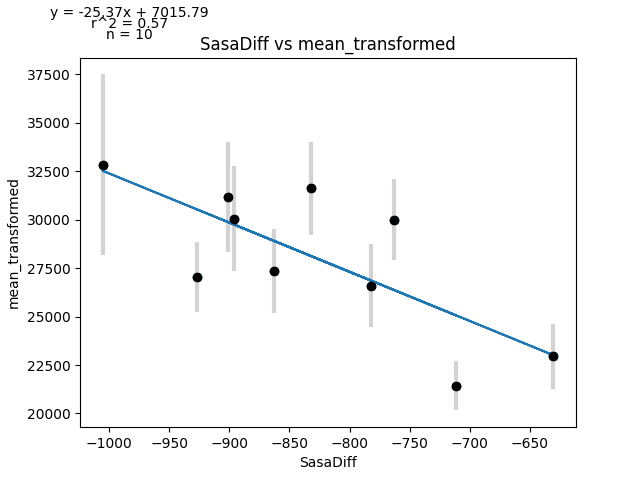 y = -25.37x + 7015.79
r^2 = 0.57
n = 10
SasaDiff vs mean_transformed
37500
35000
32500
30000
27500
25000
22500
20000
mean_transformed
−1000 −950 −900 −850 −800 −750 −700 −650
SasaDiff